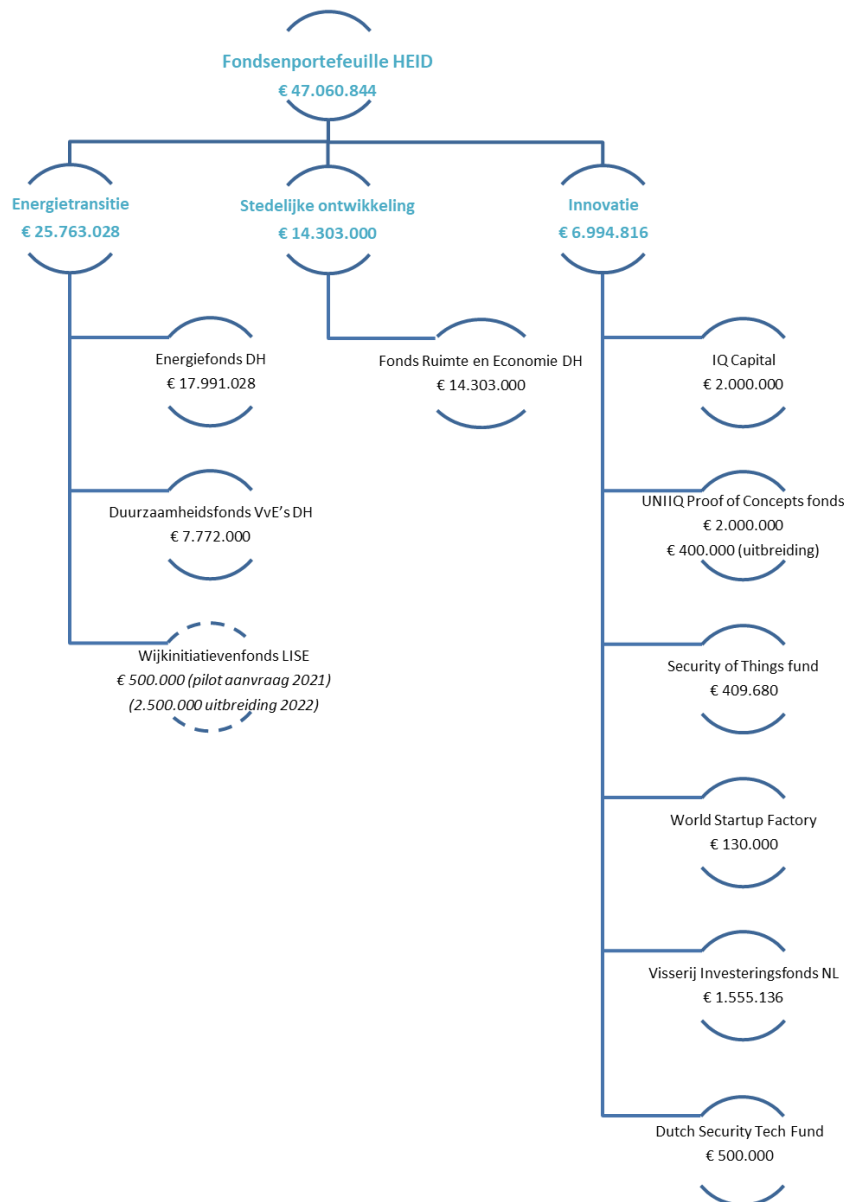 Fondsenportefeuille HEID
€ 47.060.844
Energietransitie
€ 25.763.028
Stedelijke ontwikkeling
€ 14.303.000
Innovatie
€ 6.994.816
Energiefonds DH
€ 17.991.028
Duurzaamheidsfonds VvE's DH
€ 7.772.000
Wijkinitiatievenfonds LISE
€ 500.000 (pilot aanvraag 2021)
(2.500.000 uitbreiding 2022)
Fonds Ruimte en Economie DH
€ 14.303.000
IQ Capital
€ 2.000.000
UNIIQ Proof of Concepts fonds
€ 2.000.000
€ 400.000 (uitbreiding)
Security of Things fund
€ 409.680
World Startup Factory
€ 130.000
Visserij Investeringsfonds NL
€ 1.555.136
Dutch Security Tech Fund
€ 500.000